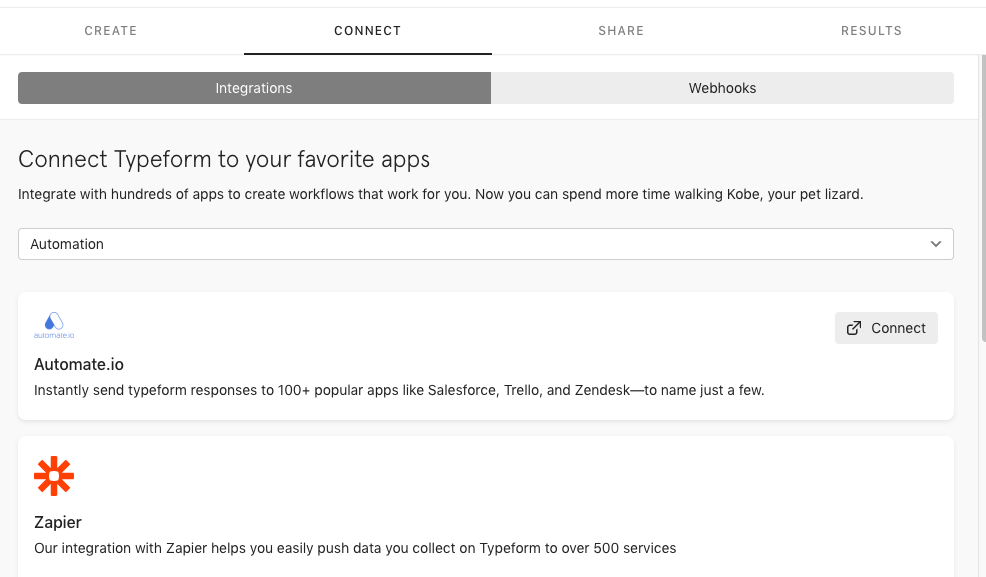 CREATE CONNECT SHARE RESULTS
Integrations Webhooks
Connect Typeform to your favorite apps
Integrate with hundreds of apps to create workflows that work for you. Now you can spend more time walking Kobe, your pet lizard.
Automation
automate.io
Connect
Automate.io
Instantly send typeform responses to 100+ popular apps like Salesforce, Trello, and Zendesk—to name just a few.
Zapier
Our integration with Zapier helps you easily push data you collect on Typeform to over 500 services